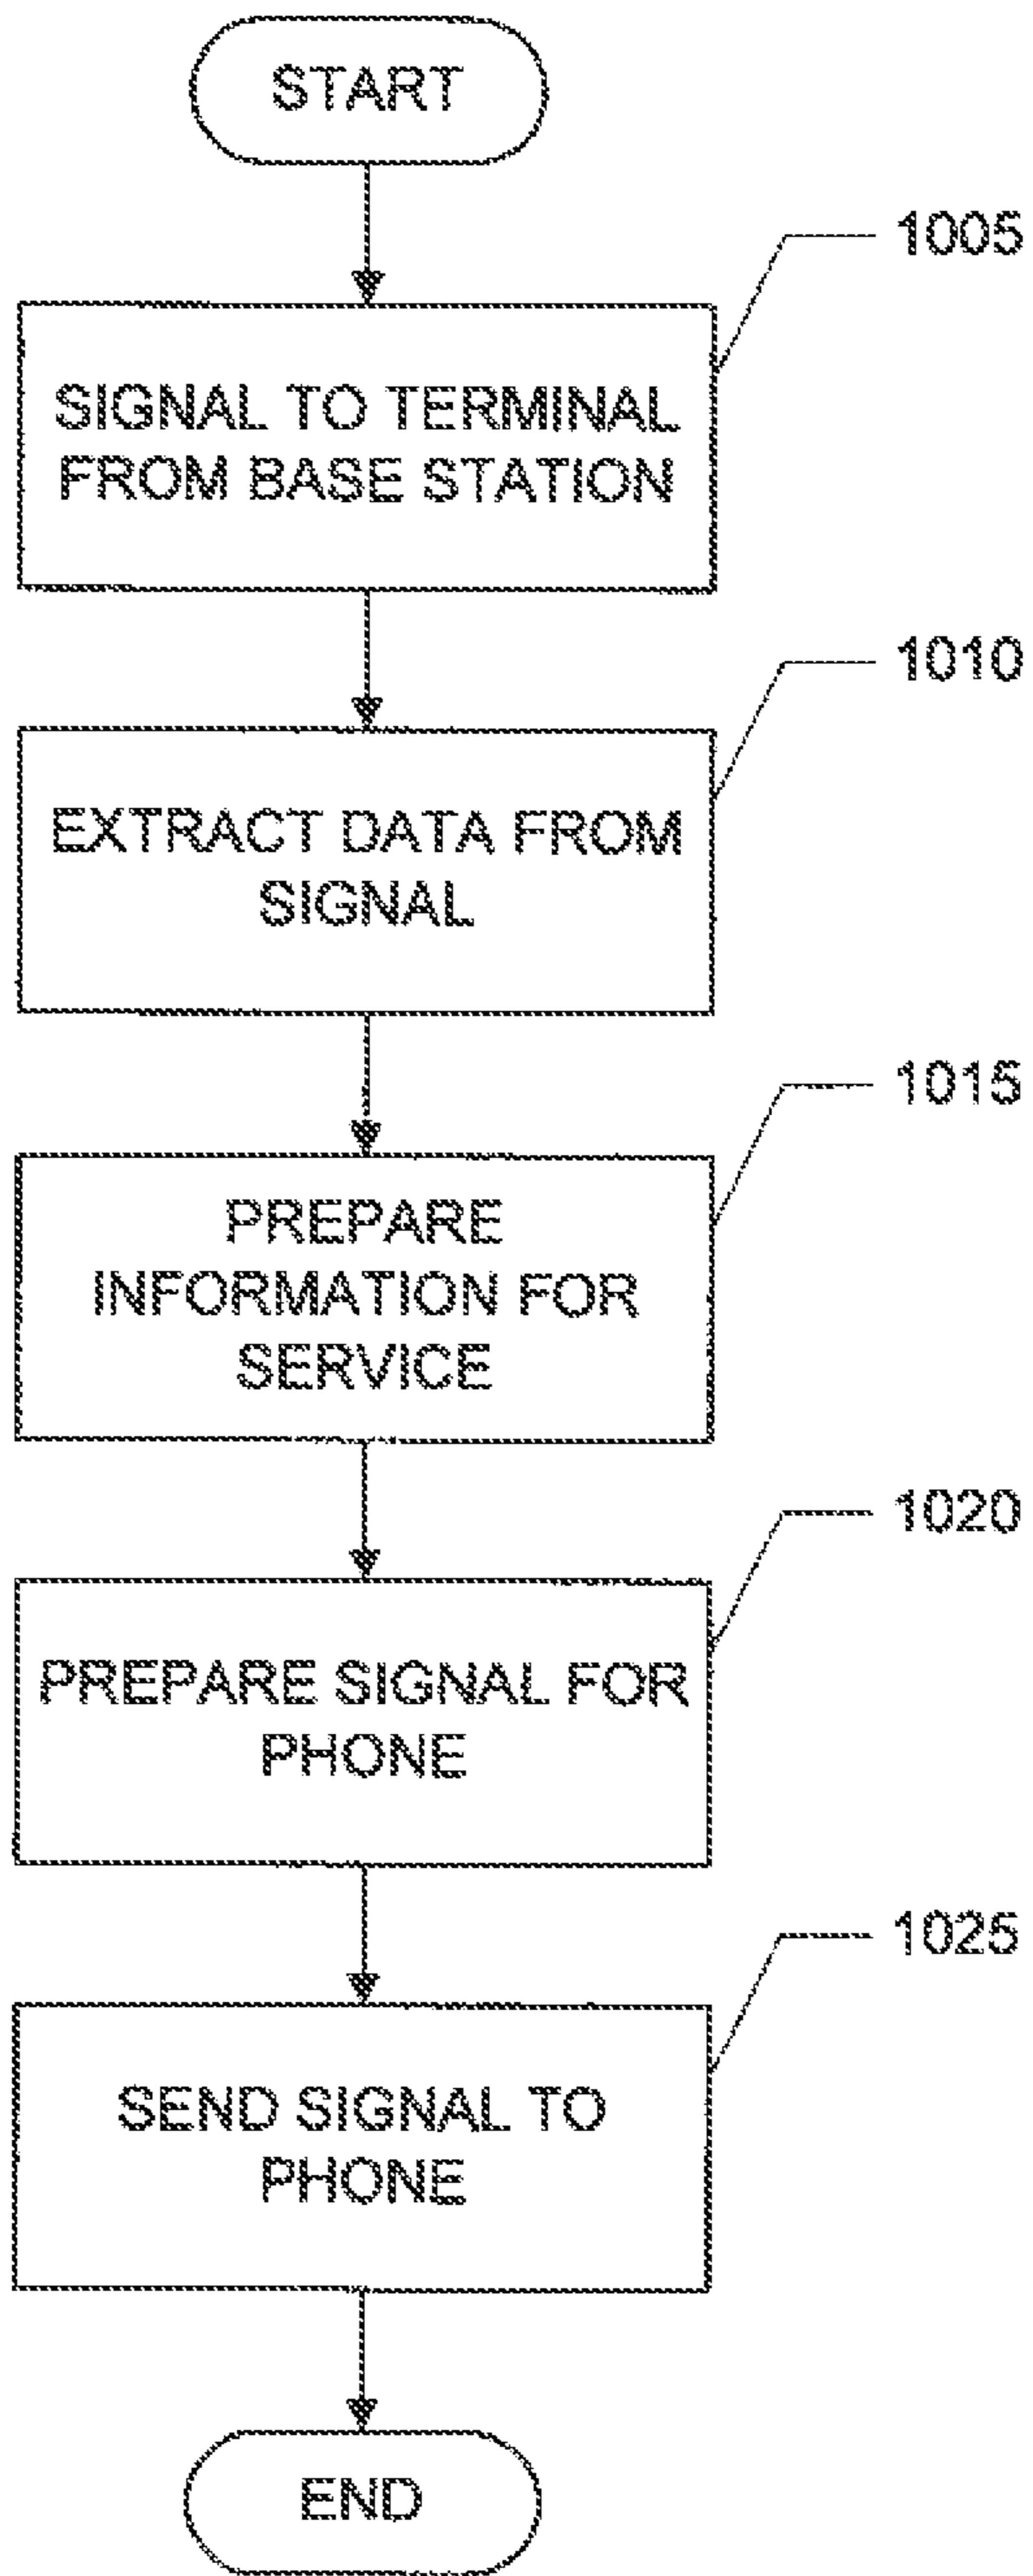 START
1005
SIGNAL TO TERMINAL
FROM BASE STATION
1010
EXTRACT DATA FROM
SIGNAL
1015
PREPARE
INFORMATION FOR
SERVICE
1020
PREPARE SIGNAL FOR
PHONE
1025
SEND SIGNAL TO
PHONE
END